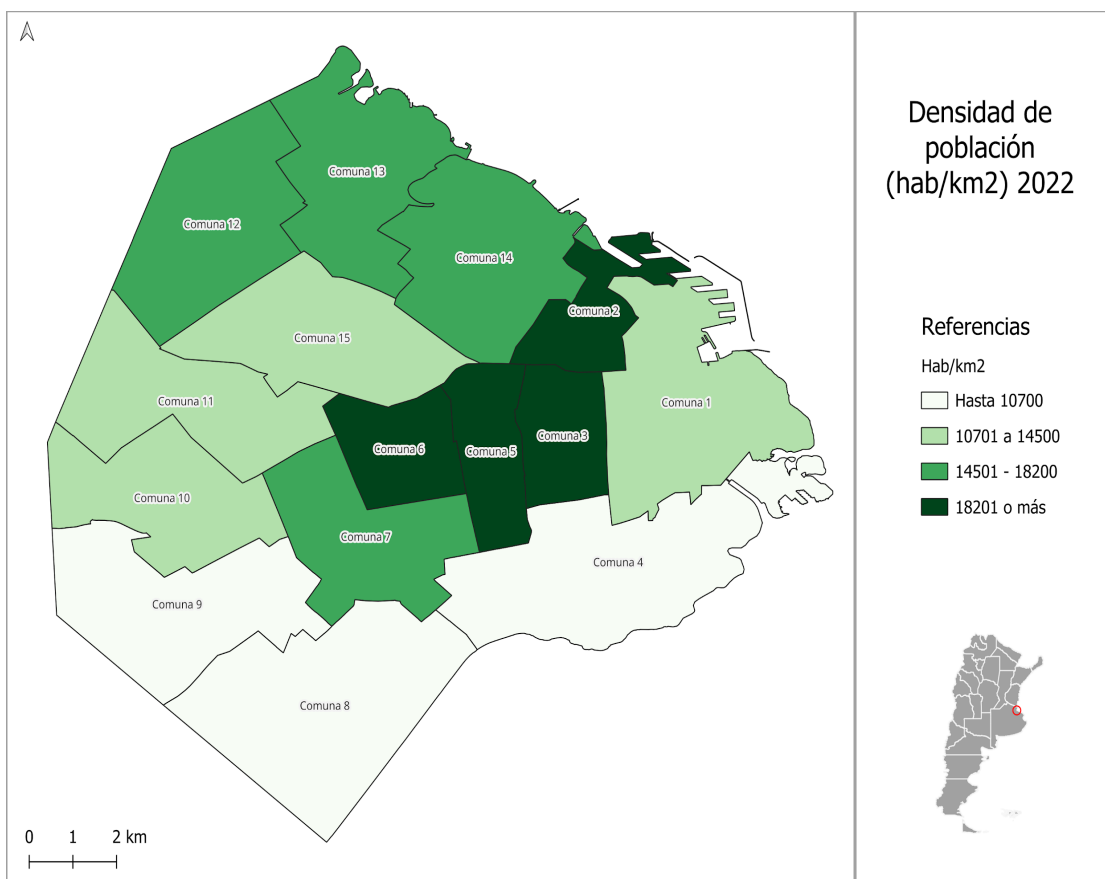 Comuna 13
Comuna 12
Comuna 14
Comuna 2
Comuna 15
Comuna 11
Comuna 1
Comuna 3
Comuna 6
Comuna 5
Comuna 10
Comuna 7
Comuna 4
Comuna 9
Comuna 8
0 1 2 km
Densidad de
población
(hab/km2) 2022
Referencias
Hab/km2
Hasta 10700
10701 a 14500
14501 - 18200
18201 o más